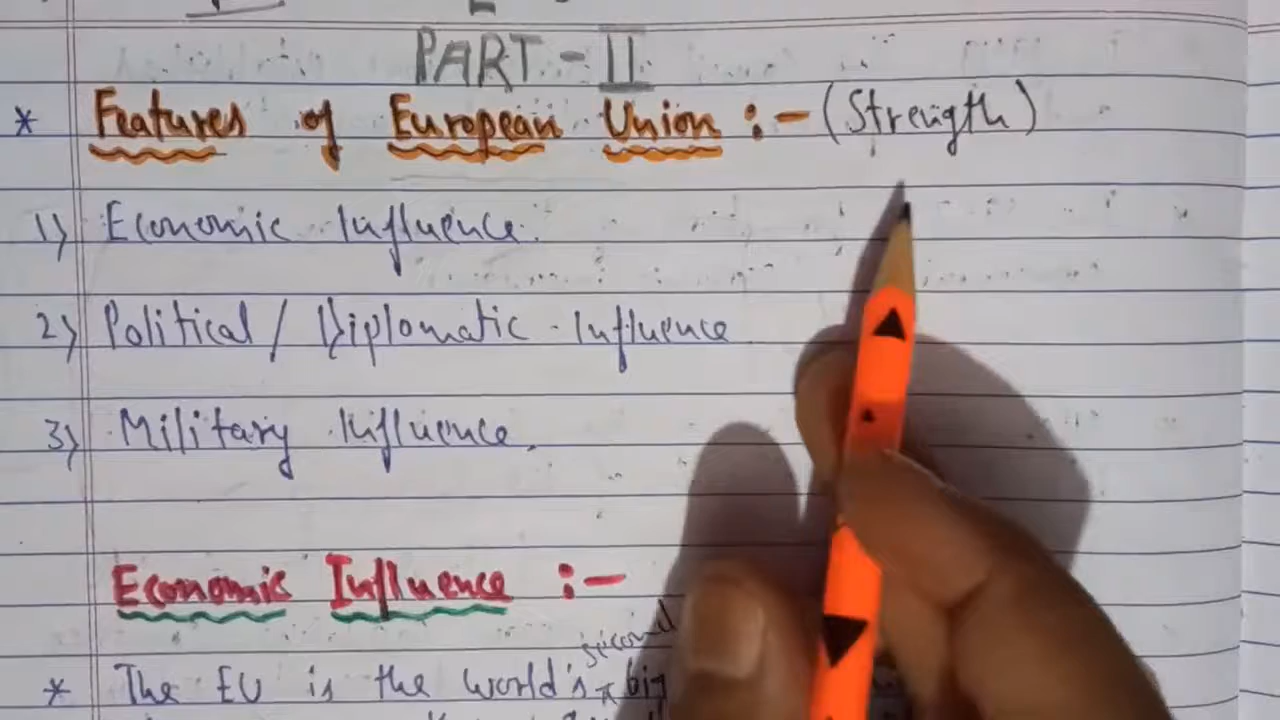 PART - II
* Features of European Union :- (Strength)
1) Economic Influence.
2) Political / Diplomatic Influence
3) Military Influence.
Economic Influence :-
second
* The EU is the world's big